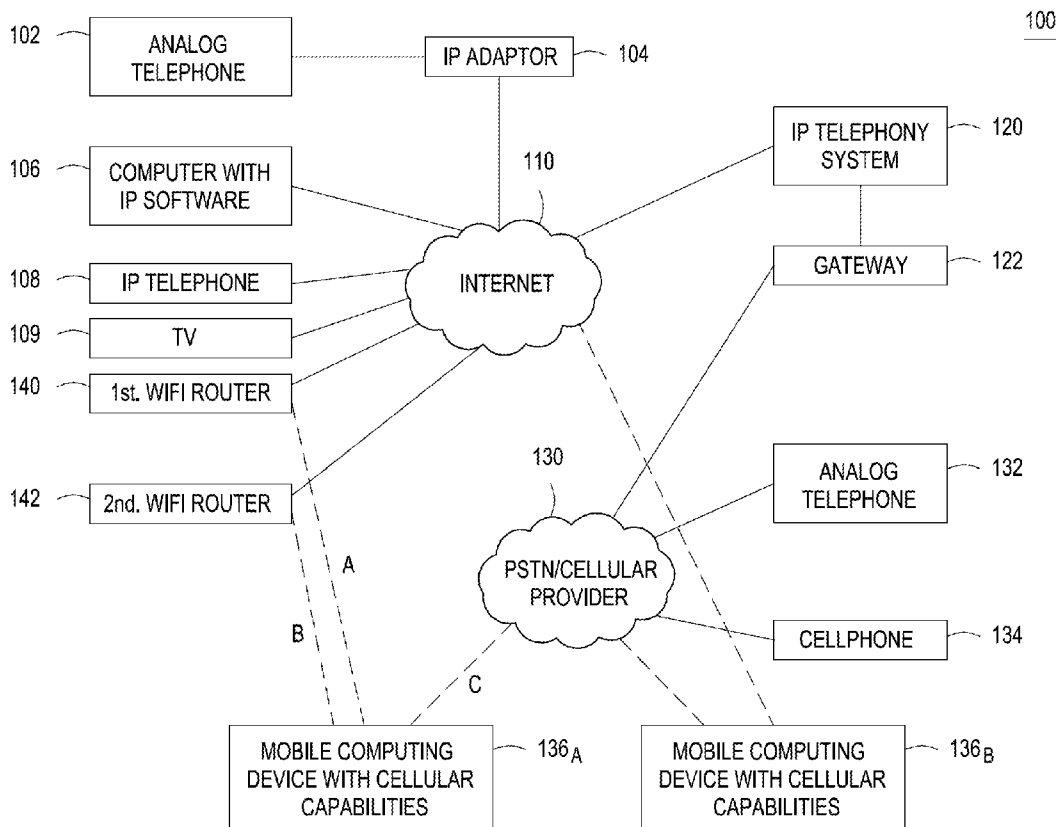 100
102
ANALOG
TELEPHONE
IP ADAPTOR
104
IP TELEPHONY
SYSTEM
120
106
COMPUTER WITH
IP SOFTWARE
110
INTERNET
GATEWAY
122
108
IP TELEPHONE
109
TV
140
1st. WIFI ROUTER
142
2nd. WIFI ROUTER
130
PSTN/CELLULAR
PROVIDER
ANALOG
TELEPHONE
132
CELLPHONE
134
A
B
C
MOBILE COMPUTING
DEVICE WITH CELLULAR
CAPABILITIES
136A
MOBILE COMPUTING
DEVICE WITH CELLULAR
CAPABILITIES
136B